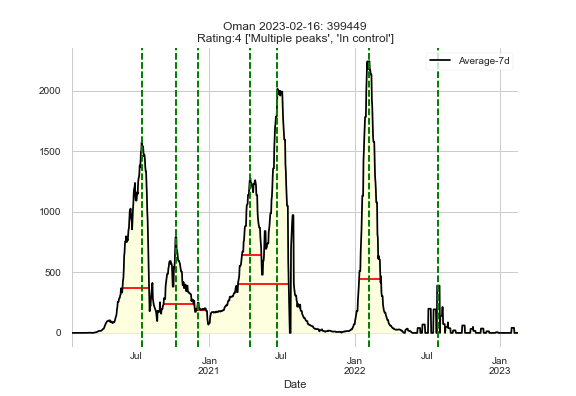 Oman 2023-02-16: 399449
Rating:4 ['Multiple peaks', 'In control']
Average-7d
2000
1500
1000
500
0
Jul
Jan
2021
Jul
Jan
2022
Jul
Jan
2023
Date